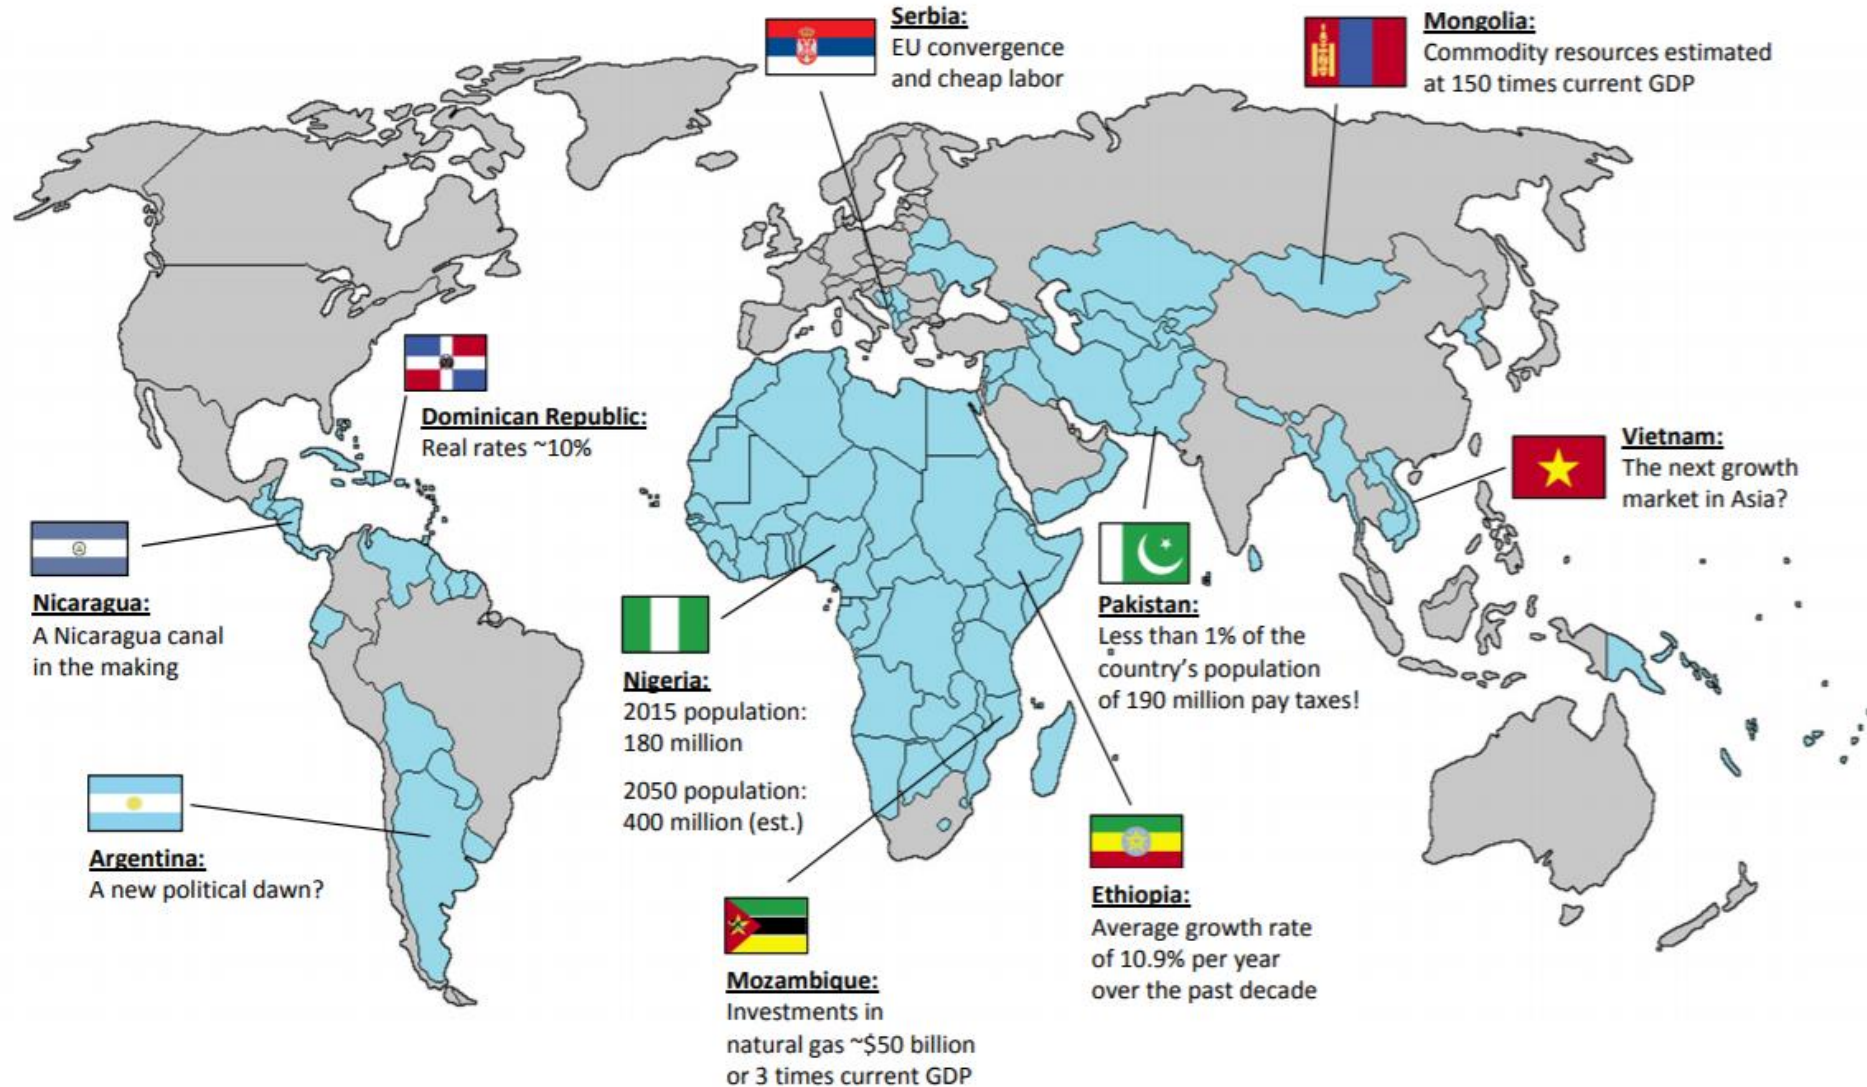 Serbia:
EU convergence
and cheap labor
Mongolia:
Commodity resources estimated
at 150 times current GDP
Dominican Republic:
Real rates ~10%
Vietnam:
The next growth
market in Asia?
Nicaragua:
A Nicaragua canal
in the making
Nigeria:
2015 population:
180 million
2050 population:
400 million (est.)
Pakistan:
Less than 1% of the
country's population
of 190 million pay taxes!
Argentina:
A new political dawn?
Ethiopia:
Average growth rate
of 10.9% per year
over the past decade
Mozambique:
Investments in
natural gas ~$50 billion
or 3 times current GDP